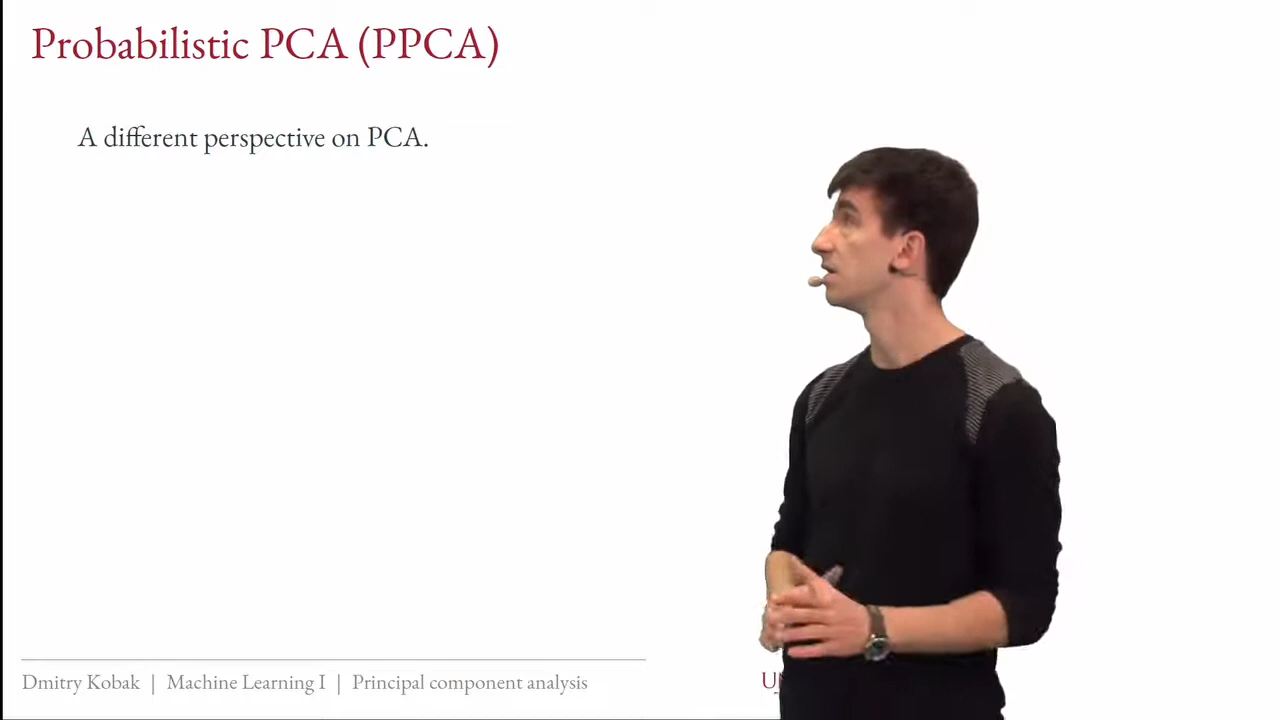 Probabilistic PCA (PPCA)
A different perspective on PCA.
Dmitry Kobak | Machine Learning I | Principal component analysis